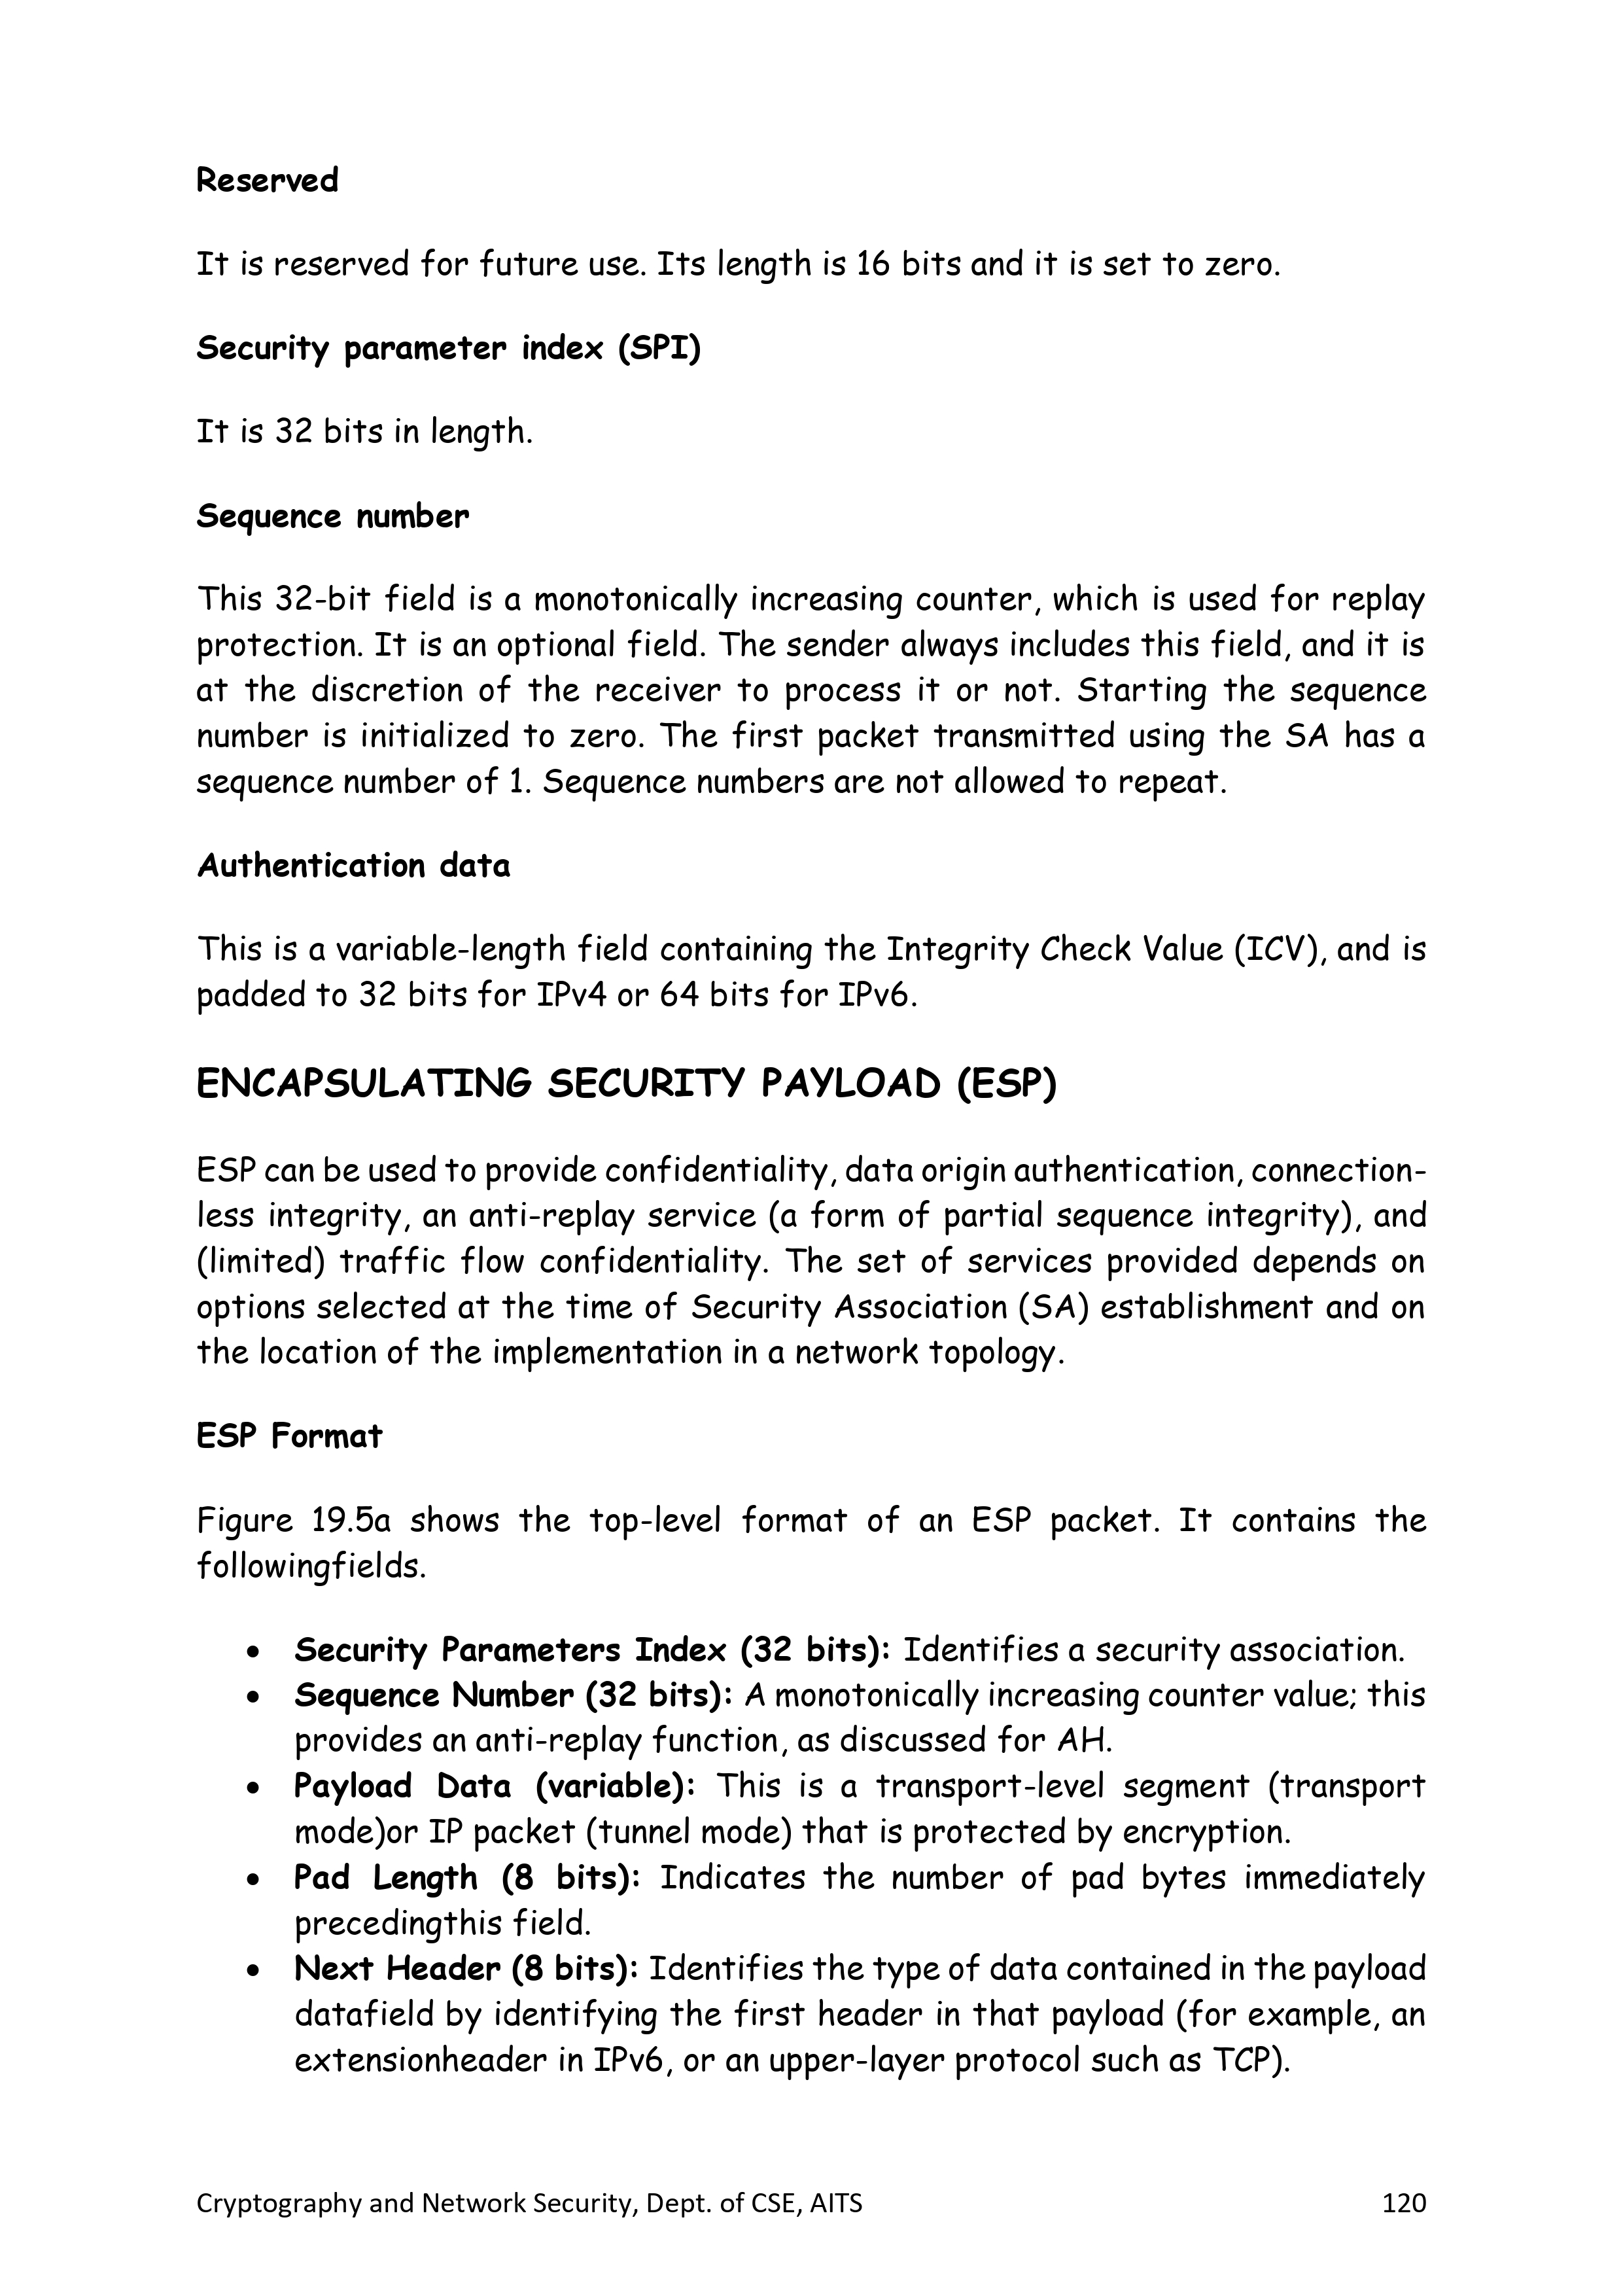 Reserved
It is reserved for future use. Its length is 16 bits and it is set to zero.
Security parameter index (SPI)
It is 32 bits in length.
Sequence number
This 32-bit field is a monotonically increasing counter, which is used for replay
protection. It is an optional field. The sender always includes this field, and it is
at the discretion of the receiver to process it or not. Starting the sequence
number is initialized to zero. The first packet transmitted using the SA has a
sequence number of 1. Sequence numbers are not allowed to repeat.
Authentication data
This is a variable-length field containing the Integrity Check Value (ICV), and is
padded to 32 bits for IPv4 or 64 bits for IPv6.
ENCAPSULATING SECURITY PAYLOAD (ESP)
ESP can be used to provide confidentiality, data origin authentication, connection-
less integrity, an anti-replay service (a form of partial sequence integrity), and
(limited) traffic flow confidentiality. The set of services provided depends on
options selected at the time of Security Association (SA) establishment and on
the location of the implementation in a network topology.
ESP Format
Figure 19.5a shows the top-level format of an ESP packet. It contains the
followingfields.
• Security Parameters Index (32 bits): Identifies a security association.
• Sequence Number (32 bits): A monotonically increasing counter value; this
provides an anti-replay function, as discussed for AH.
• Payload Data (variable): This is a transport-level segment (transport
mode)or IP packet (tunnel mode) that is protected by encryption.
• Pad Length (8 bits): Indicates the number of pad bytes immediately
precedingthis field.
• Next Header (8 bits): Identifies the type of data contained in the payload
datafield by identifying the first header in that payload (for example, an
extensionheader in IPv6, or an upper-layer protocol such as TCP).
Cryptography and Network Security, Dept. of CSE, AITS 120